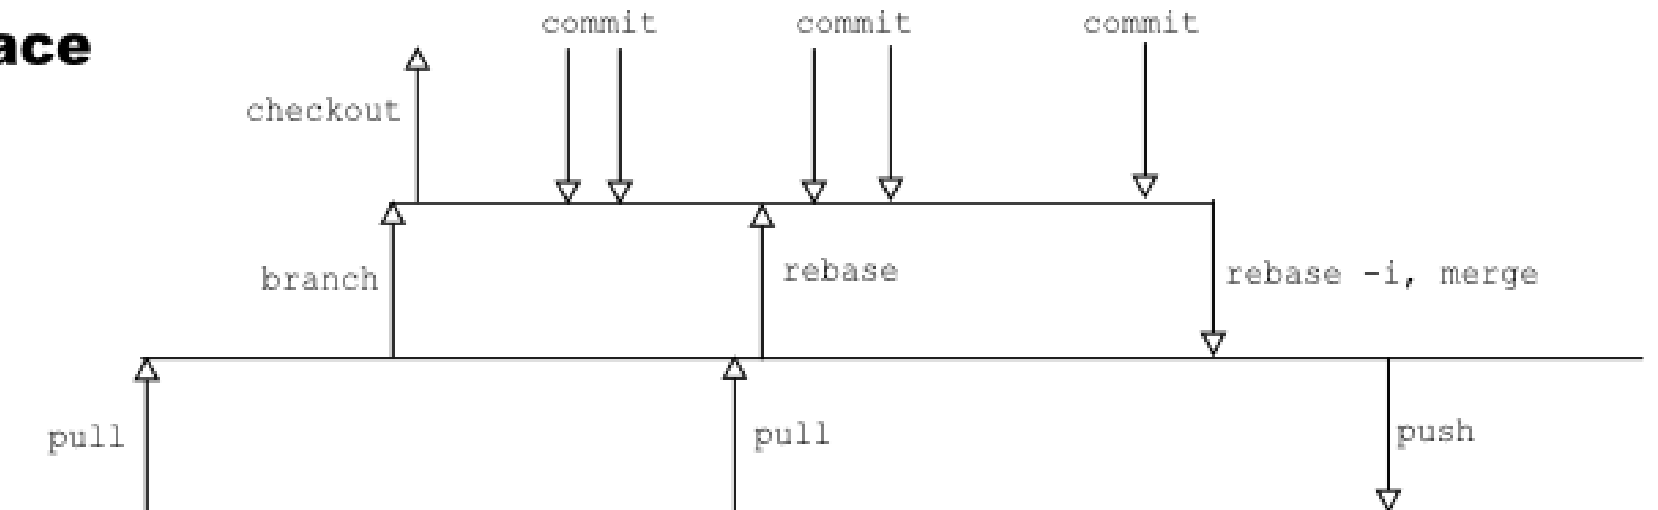 ace
commit commit commit
checkout
branch
rebase
rebase -i, merge
pull
pull
push